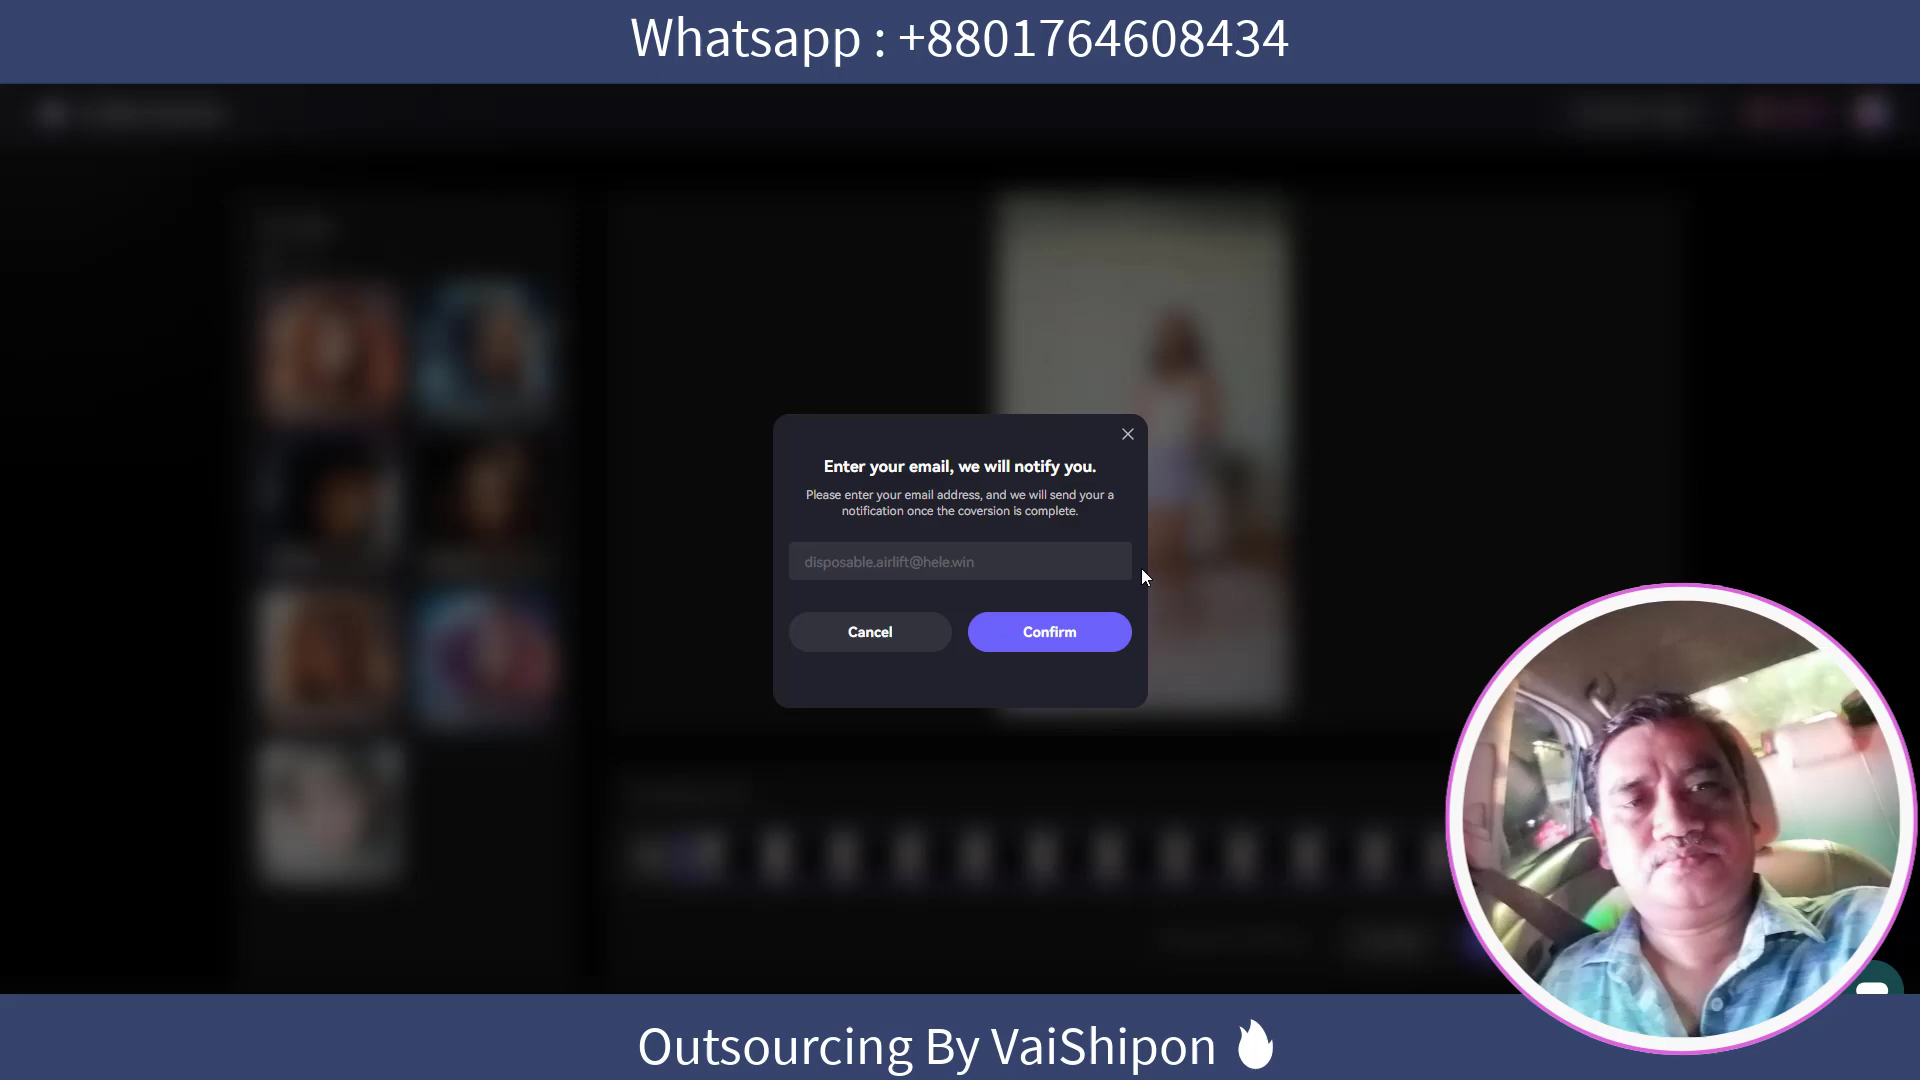 Whatsapp : +8801764608434
Enter your email, we will notify you.
Please enter your email address, and we will send your a
notification once the coversion is complete.
disposable.airlift@hele.win
Cancel
Confirm
Outsourcing By VaiShipon